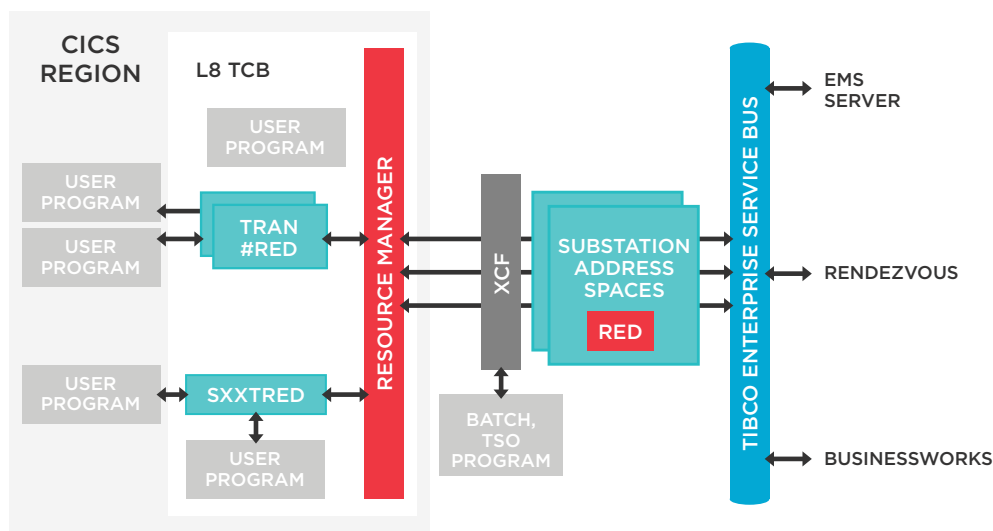 CICS
REGION
L8 TCB
USER
PROGRAM
USER
PROGRAM
USER
PROGRAM
TRAN
#RED
USER
PROGRAM
SXXTRED
USER
PROGRAM
RESOURCE MANAGER
XCF
BATCH,
TSO
PROGRAM
SUBSTATION
ADDRESS
SPACES
RED
TIBCO ENTERPRISE SERVICE BUS
EMS
SERVER
RENDEZVOUS
BUSINESSWORKS